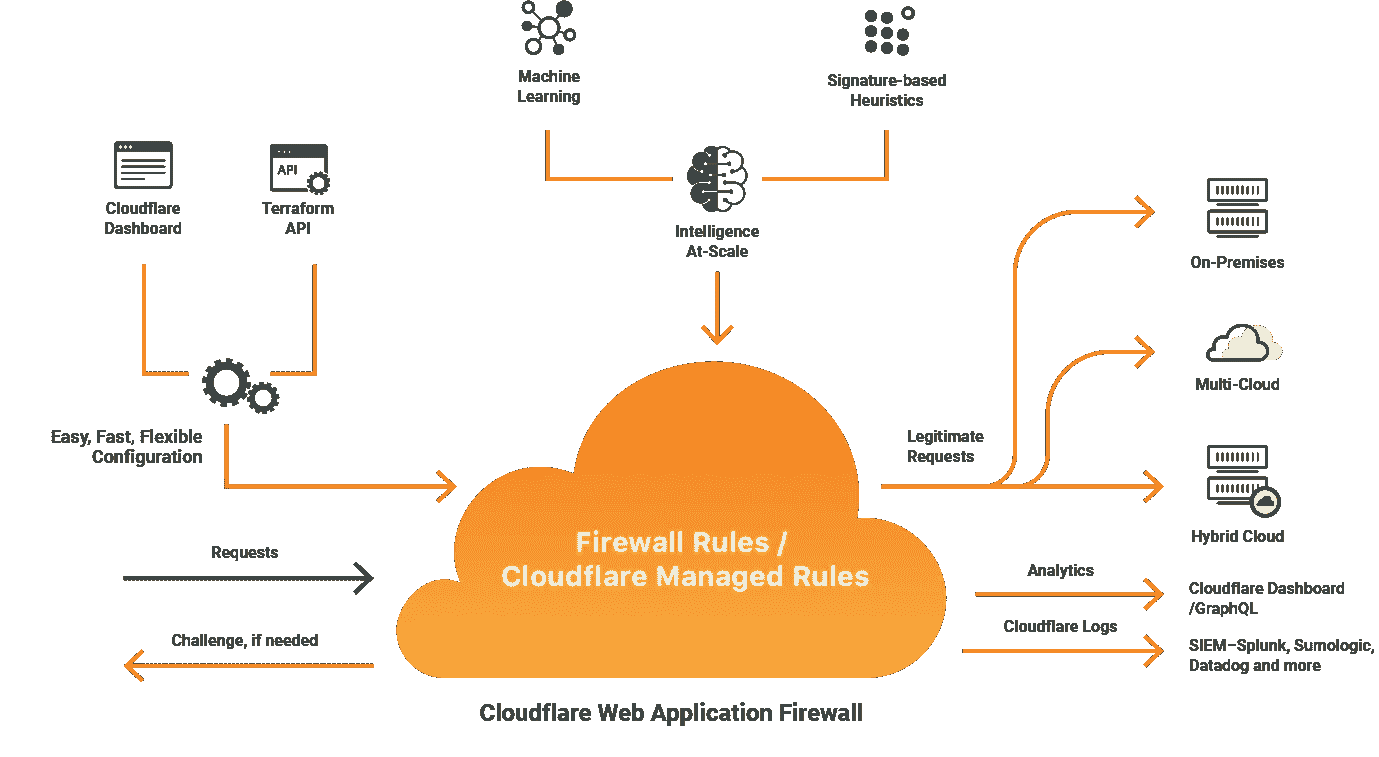 Machine
Learning
Signature-based
Heuristics
Cloudflare
Dashboard
API
Terraform
API
Intelligence
At-Scale
On-Premises
Multi-Cloud
Easy, Fast, Flexible
Configuration
Legitimate
Requests
Hybrid Cloud
Firewall Rules /
Cloudflare Managed Rules
Requests
Challenge, if needed
Analytics
Cloudflare Dashboard
/GraphQL
Cloudflare Logs
SIEM–Splunk, Sumologic,
Datadog and more
Cloudflare Web Application Firewall